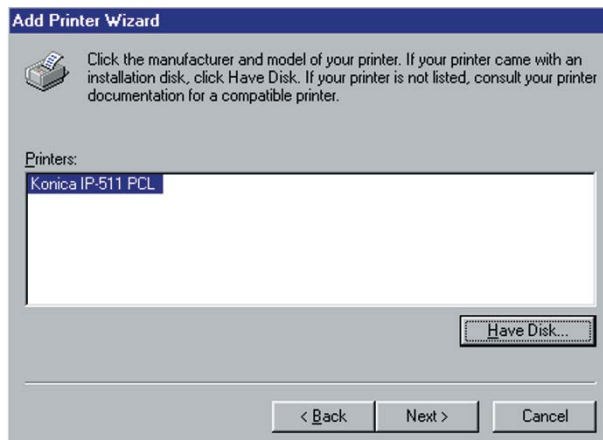 Add Printer Wizard
Click the manufacturer and model of your printer. If your printer came with an
installation disk, click Have Disk. If your printer is not listed, consult your printer
documentation for a compatible printer.
Printers:
Konica IP-511 PCL
Have Disk...
< Back
Next >
Cancel